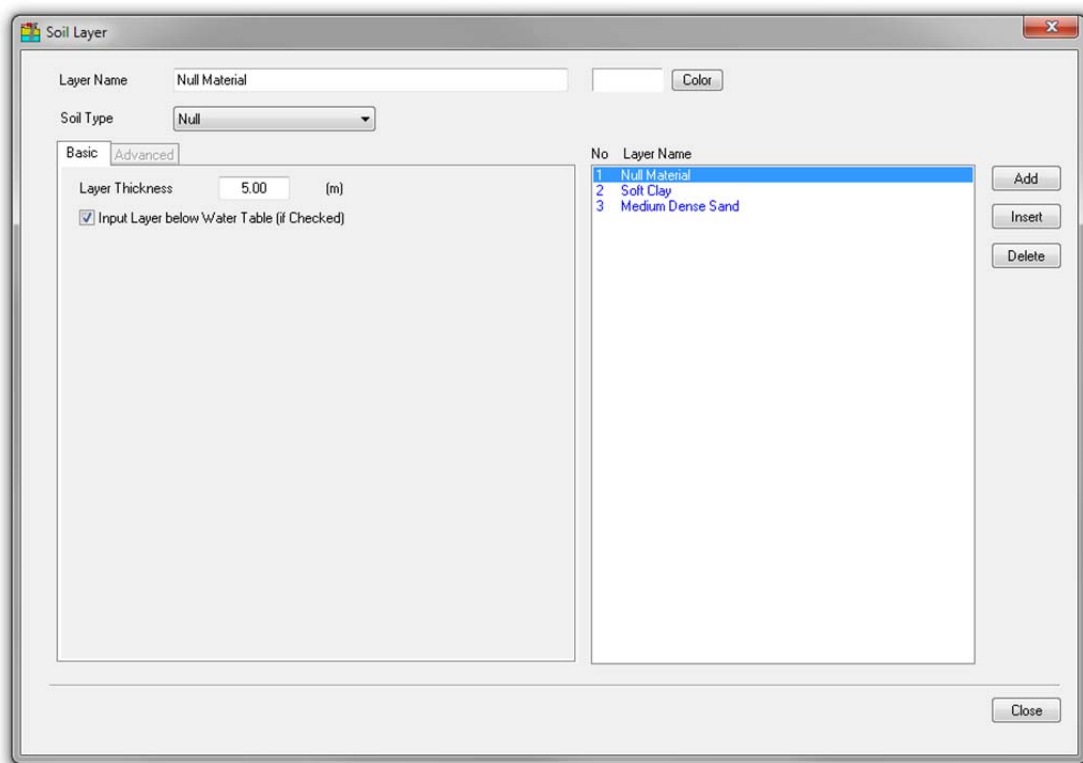 Soil Layer
Layer Name Null Material Color
Soil Type Null
Basic Advanced
Layer Thickness 5.00 (m)
Input Layer below Water Table (if Checked)
No Layer Name
1 Null Material
2 Soft Clay
3 Medium Dense Sand
Add
Insert
Delete
Close